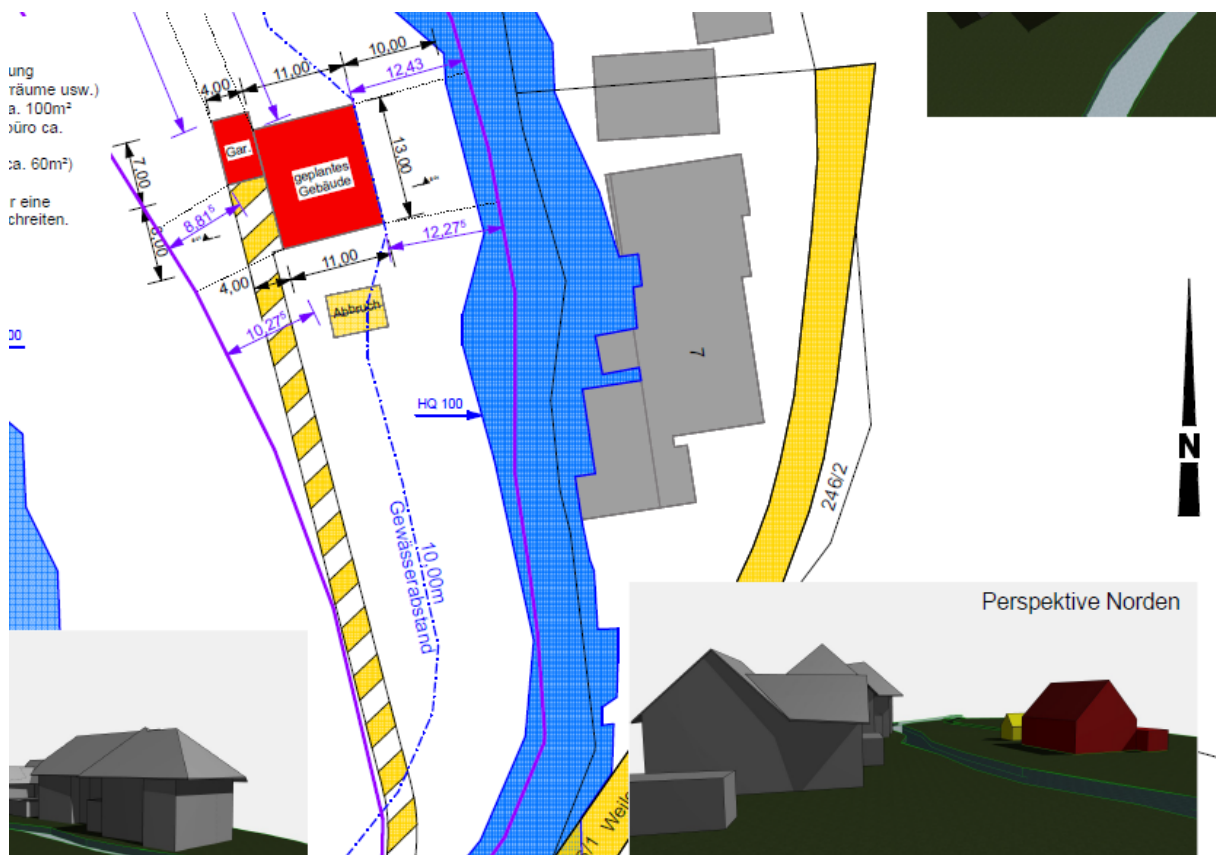 ung
rräume usw.)
a. 100m²
büro ca.
ca. 60m²)
r eine
chreiten.
4,00
11,00
10,00
12,43
Gar.
geplantes
Gebäude
13,00
7,00
8,81⁵
12,27⁵
11,00
4,00
Abbruch
10,27⁵
00
HQ 100
7
10,00m
Gewässerabstand
246/2
N
Perspektive Norden